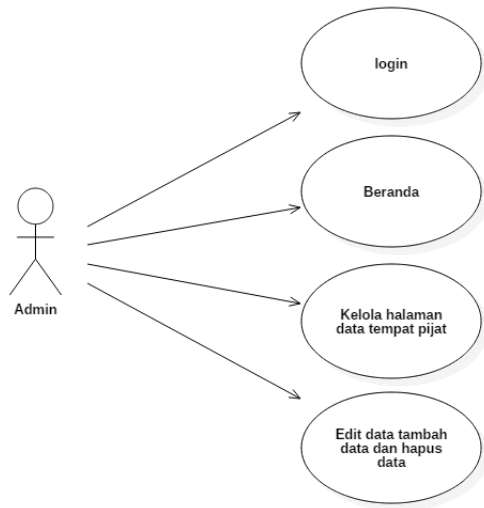 login
Beranda
Admin
Kelola halaman
data tempat pijat
Edit data tambah
data dan hapus
data